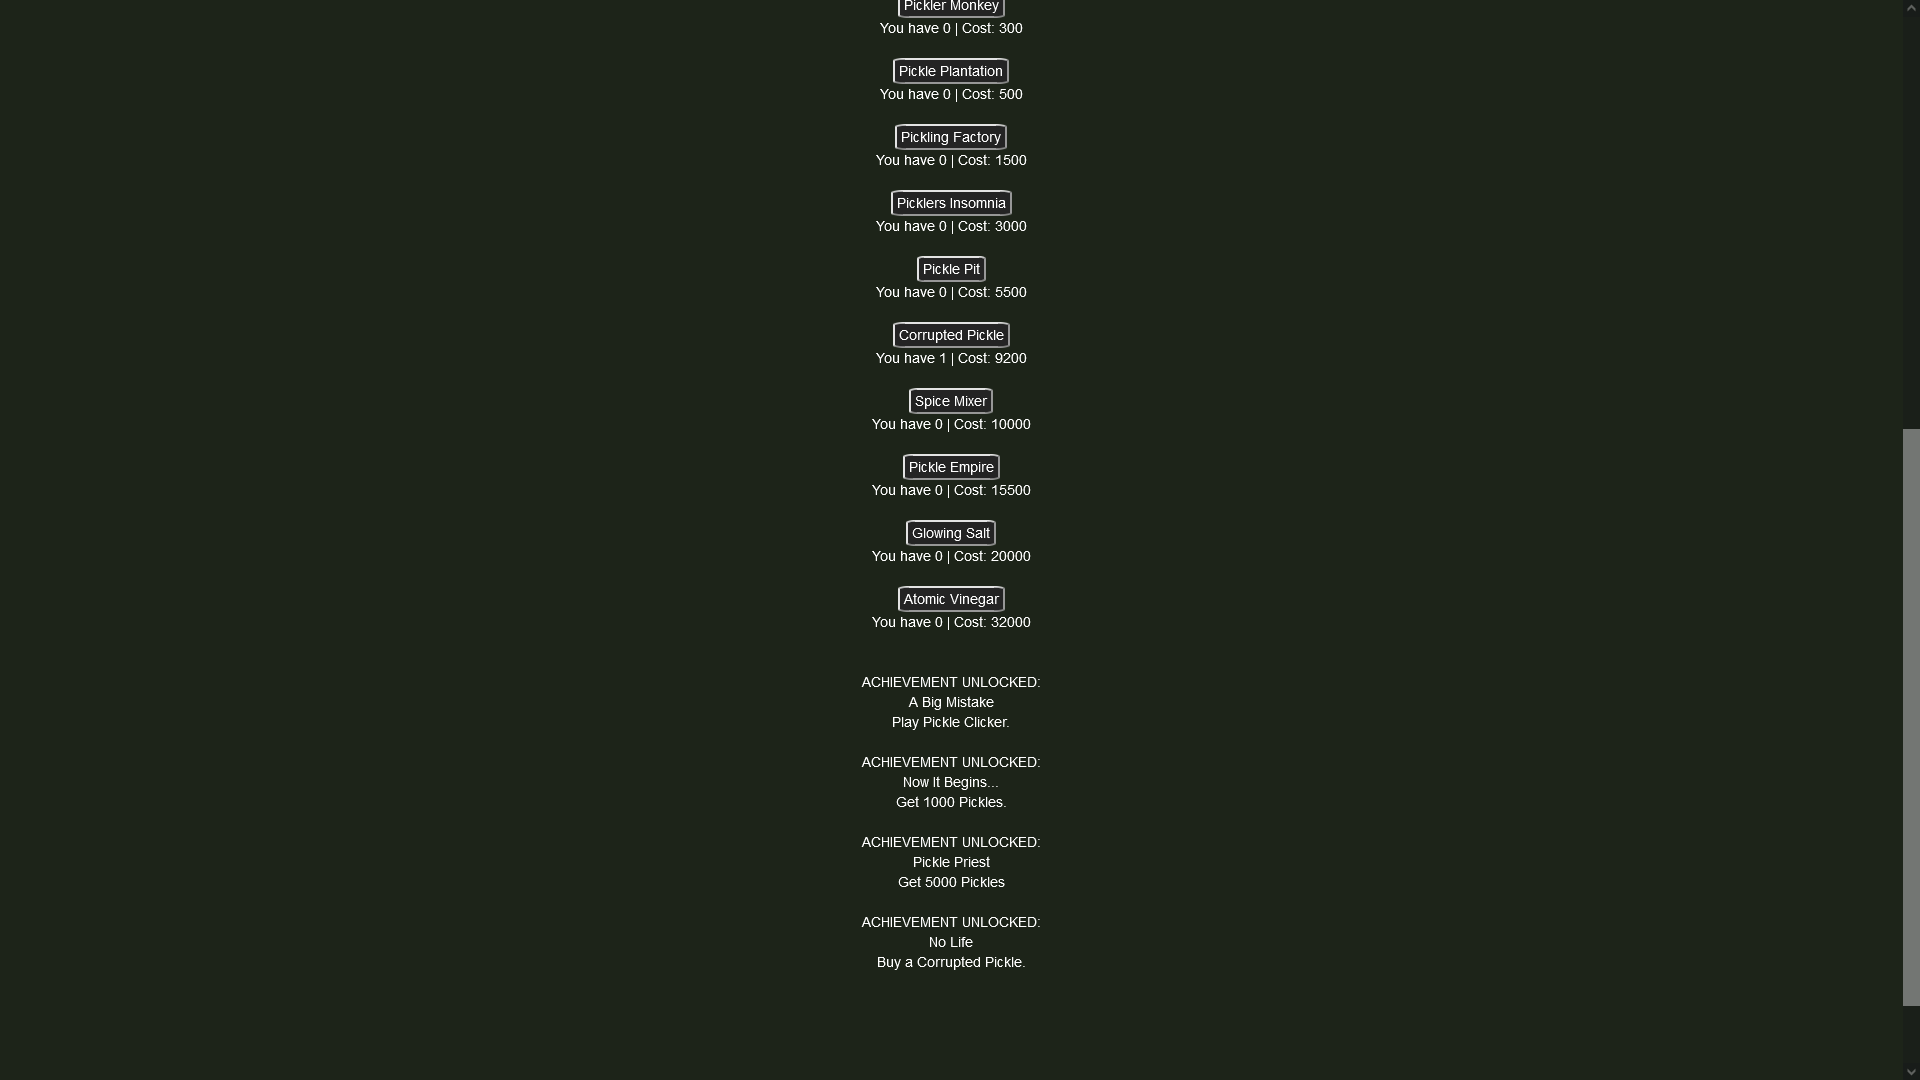 Pickler Monkey
You have 0 | Cost: 300
Pickle Plantation
You have 0 | Cost: 500
Pickling Factory
You have 0 | Cost: 1500
Picklers Insomnia
You have 0 | Cost: 3000
Pickle Pit
You have 0 | Cost: 5500
Corrupted Pickle
You have 1 | Cost: 9200
Spice Mixer
You have 0 | Cost: 10000
Pickle Empire
You have 0 | Cost: 15500
Glowing Salt
You have 0 | Cost: 20000
Atomic Vinegar
You have 0 | Cost: 32000
ACHIEVEMENT UNLOCKED:
A Big Mistake
Play Pickle Clicker.
ACHIEVEMENT UNLOCKED:
Now It Begins...
Get 1000 Pickles.
ACHIEVEMENT UNLOCKED:
Pickle Priest
Get 5000 Pickles
ACHIEVEMENT UNLOCKED:
No Life
Buy a Corrupted Pickle.